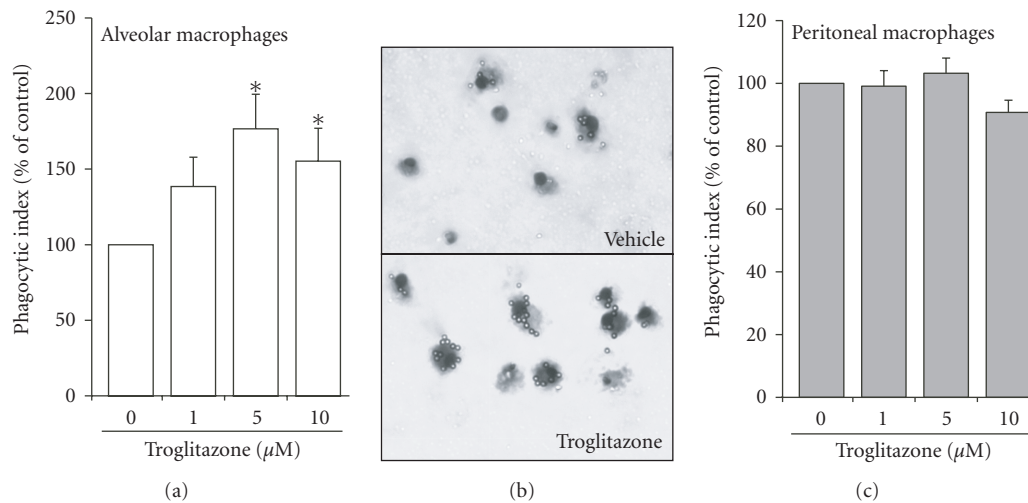 Alveolar macrophages
Phagocytic index (% of control)
250
200
150
100
50
0
*
*
0 1 5 10
Troglitazone (μM)
(a)
Vehicle
Troglitazone
(b)
Peritoneal macrophages
Phagocytic index (% of control)
120
100
80
60
40
20
0
0 1 5 10
Troglitazone (μM)
(c)